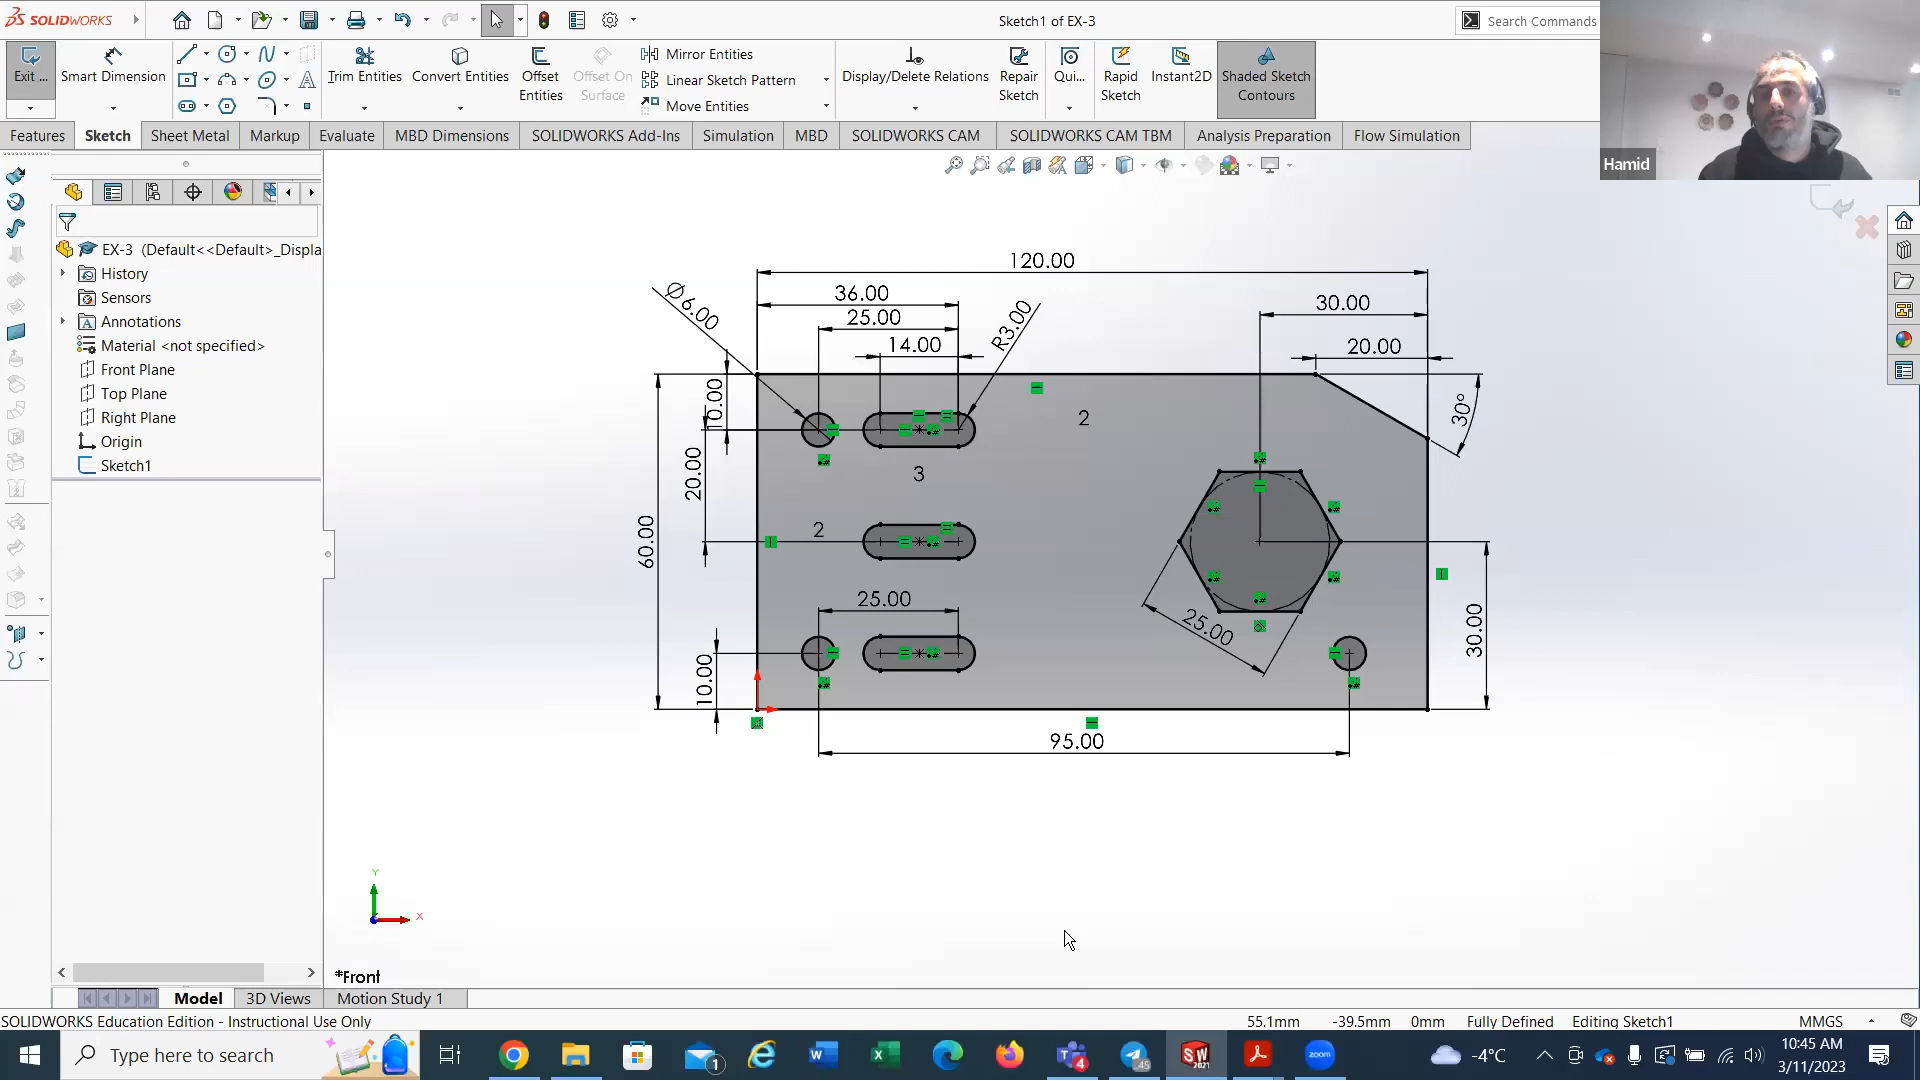 SOLIDWORKS
Sketch1 of EX-3
Search Commands
Exit ...
Smart Dimension
Trim Entities
Convert Entities
Offset Entities
Offset On Surface
Mirror Entities
Linear Sketch Pattern
Move Entities
Display/Delete Relations
Repair Sketch
Qui...
Rapid Sketch
Instant2D
Shaded Sketch Contours
Features
Sketch
Sheet Metal
Markup
Evaluate
MBD Dimensions
SOLIDWORKS Add-Ins
Simulation
MBD
SOLIDWORKS CAM
SOLIDWORKS CAM TBM
Analysis Preparation
Flow Simulation
Hamid
EX-3 (Default<<Default>_Displa
History
Sensors
Annotations
Material <not specified>
Front Plane
Top Plane
Right Plane
Origin
Sketch1
120.00
36.00
25.00
14.00
∅6.00
R3.00
30.00
20.00
30°
10.00
20.00
60.00
2
3
2
25.00
10.00
25.00
30.00
95.00
Y
X
*Front
Model
3D Views
Motion Study 1
SOLIDWORKS Education Edition - Instructional Use Only
55.1mm
-39.5mm
0mm
Fully Defined
Editing Sketch1
MMGS
Type here to search
1
W
X
4
45
SW
2021
zoom
-4°C
10:45 AM
3/11/2023